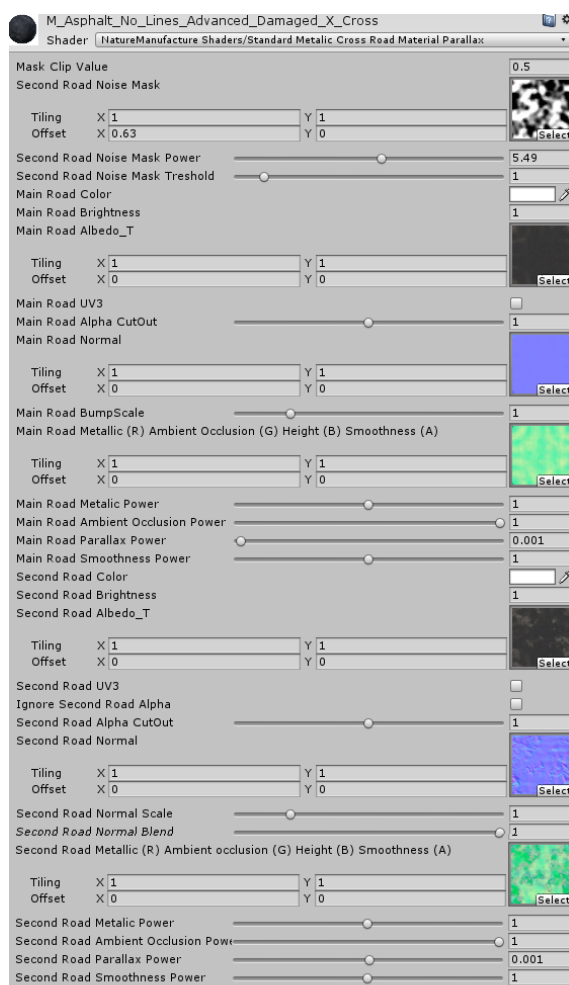 M_Asphalt_No_Lines_Advanced_Damaged_X_Cross
Shader NatureManufacture Shaders/Standard Metalic Cross Road Material Parallax
Mask Clip Value 0.5
Second Road Noise Mask
Tiling X 1 Y 1
Offset X 0.63 Y 0 Select
Second Road Noise Mask Power 5.49
Second Road Noise Mask Treshold 1
Main Road Color
Main Road Brightness 1
Main Road Albedo_T
Tiling X 1 Y 1
Offset X 0 Y 0 Select
Main Road UV3
Main Road Alpha CutOut 1
Main Road Normal
Tiling X 1 Y 1
Offset X 0 Y 0 Select
Main Road BumpScale 1
Main Road Metallic (R) Ambient Occlusion (G) Height (B) Smoothness (A)
Tiling X 1 Y 1
Offset X 0 Y 0 Select
Main Road Metalic Power 1
Main Road Ambient Occlusion Power 1
Main Road Parallax Power 0.001
Main Road Smoothness Power 1
Second Road Color
Second Road Brightness 1
Second Road Albedo_T
Tiling X 1 Y 1
Offset X 0 Y 0 Select
Second Road UV3
Ignore Second Road Alpha
Second Road Alpha CutOut 1
Second Road Normal
Tiling X 1 Y 1
Offset X 0 Y 0 Select
Second Road Normal Scale 1
Second Road Normal Blend 1
Second Road Metallic (R) Ambient occlusion (G) Height (B) Smoothness (A)
Tiling X 1 Y 1
Offset X 0 Y 0 Select
Second Road Metalic Power 1
Second Road Ambient Occlusion Powe 1
Second Road Parallax Power 0.001
Second Road Smoothness Power 1